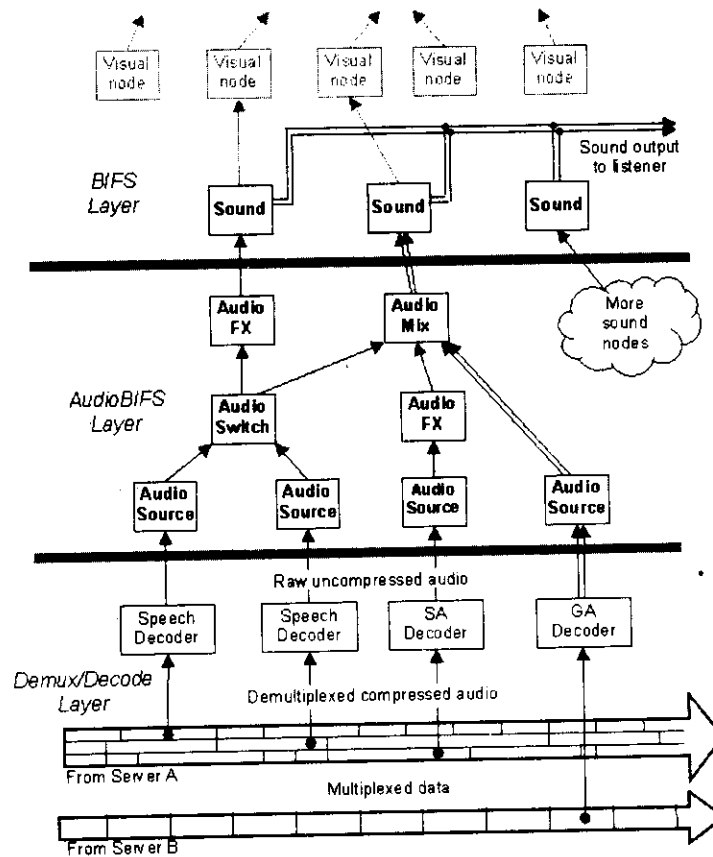 Visual
node
Visual
node
Visual
node
Visual
node
Visual
node
Sound output
to listener
BIFS
Layer
Sound
Sound
Sound
Audio
FX
Audio
Mix
More
sound
nodes
AudioBIFS
Layer
Audio
Switch
Audio
FX
Audio
Source
Audio
Source
Audio
Source
Audio
Source
Raw uncompressed audio
Speech
Decoder
Speech
Decoder
SA
Decoder
GA
Decoder
Demux/Decode
Layer
Demultiplexed compressed audio
From Server A
Multiplexed data
From Server B